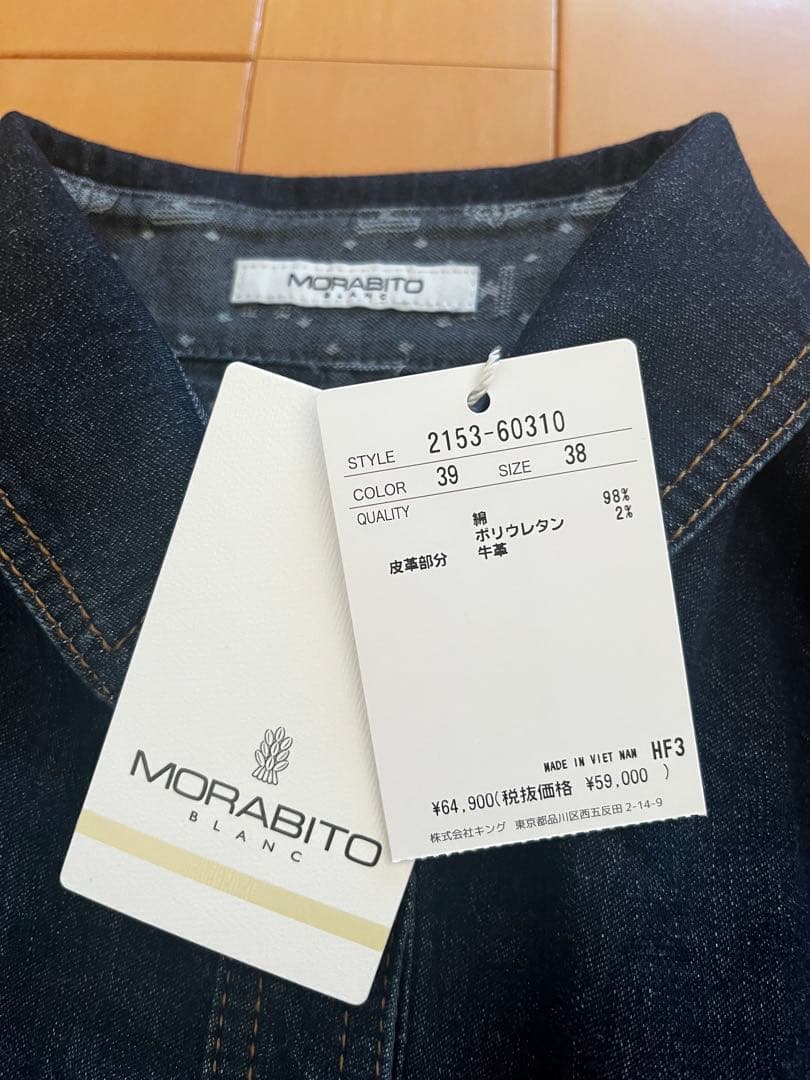 MORABITO
BLANC
STYLE 2153-60310
COLOR 39 SIZE 38
QUALITY 綿 98%
ポリウレタン 2%
皮革部分 牛革
MADE IN VIET NAM HF3
¥64,900(税抜価格 ¥59,000 )
株式会社キング 東京都品川区西五反田 2-14-9
MORABITO
BLANC